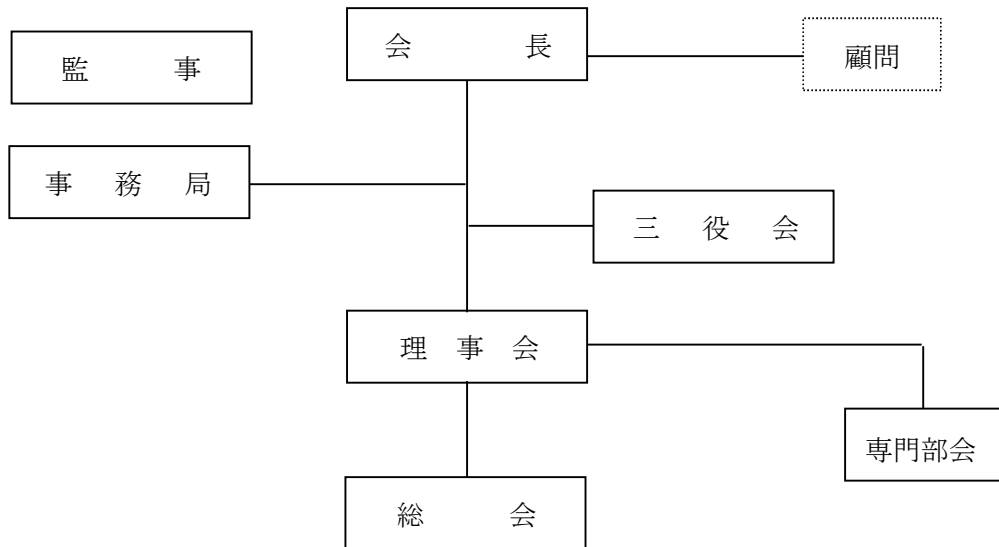 会　　　長
監　　　事
顧問
事　務　局
三　役　会
理　事　会
専門部会
総　　　会